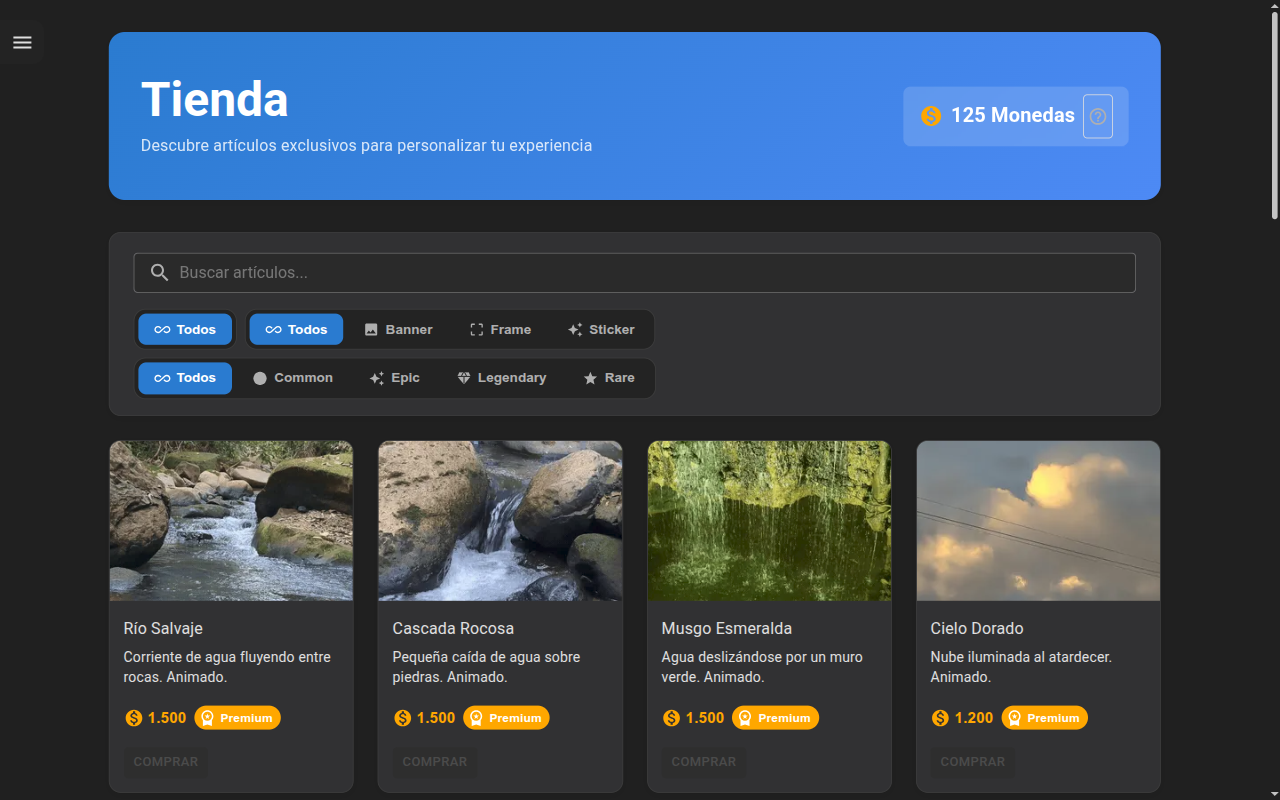 Tienda
Descubre artículos exclusivos para personalizar tu experiencia
125 Monedas
Buscar artículos...
Todos
Todos Banner Frame Sticker
Todos Common Epic Legendary Rare
Río Salvaje
Corriente de agua fluyendo entre
rocas. Animado.
1.500 Premium
COMPRAR
Cascada Rocosa
Pequeña caída de agua sobre
piedras. Animado.
1.500 Premium
COMPRAR
Musgo Esmeralda
Agua deslizándose por un muro
verde. Animado.
1.500 Premium
COMPRAR
Cielo Dorado
Nube iluminada al atardecer.
Animado.
1.200 Premium
COMPRAR